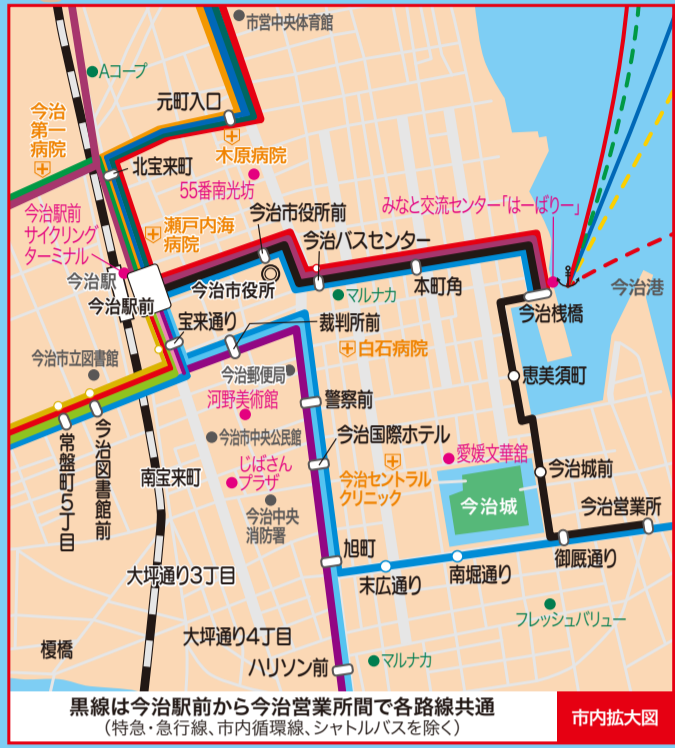 市営中央体育館
Aコープ
元町入口
今治
第一
病院
木原病院
北宝来町
55番南光坊
今治駅前
サイクリング
ターミナル
瀬戸内海
病院
今治市役所前
みなと交流センター「はーばりー」
今治バスセンター
今治駅
今治市役所
今治駅前
マルナカ
本町角
今治港
今治桟橋
宝来通り
裁判所前
白石病院
今治市立図書館
今治郵便局
恵美須町
河野美術館
警察前
今治市中央公民館
今治国際ホテル
愛媛文華館
常盤町5丁目
今治図書館前
南宝来町
じばさん
プラザ
今治セントラル
クリニック
今治城前
今治城
今治中央
消防署
今治営業所
旭町
御厩通り
南堀通り
末広通り
大坪通り3丁目
フレッシュバリュー
大坪通り4丁目
榎橋
マルナカ
ハリソン前
黒線は今治駅前から今治営業所間で各路線共通
(特急・急行線、市内循環線、シャトルバスを除く)
市内拡大図